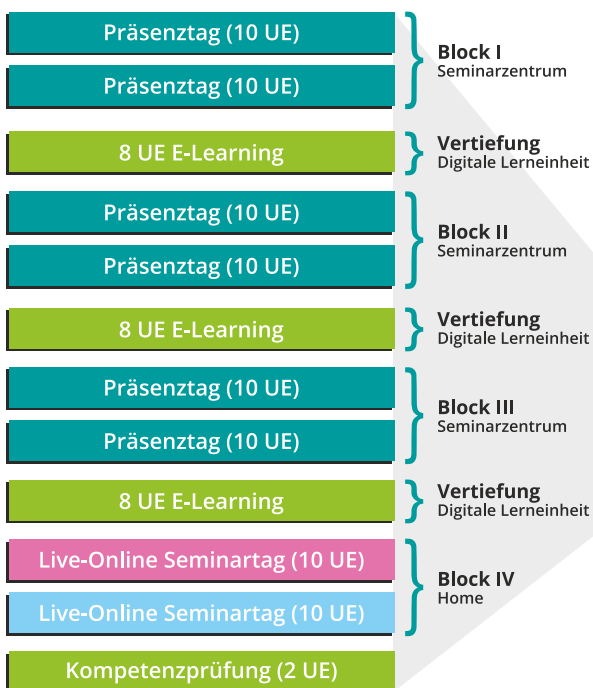 Präsenztag (10 UE)
Präsenztag (10 UE)
Block I
Seminarzentrum
8 UE E-Learning
Vertiefung
Digitale Lerneinheit
Präsenztag (10 UE)
Präsenztag (10 UE)
Block II
Seminarzentrum
8 UE E-Learning
Vertiefung
Digitale Lerneinheit
Präsenztag (10 UE)
Präsenztag (10 UE)
Block III
Seminarzentrum
8 UE E-Learning
Vertiefung
Digitale Lerneinheit
Live-Online Seminartag (10 UE)
Live-Online Seminartag (10 UE)
Block IV
Home
Kompetenzprüfung (2 UE)